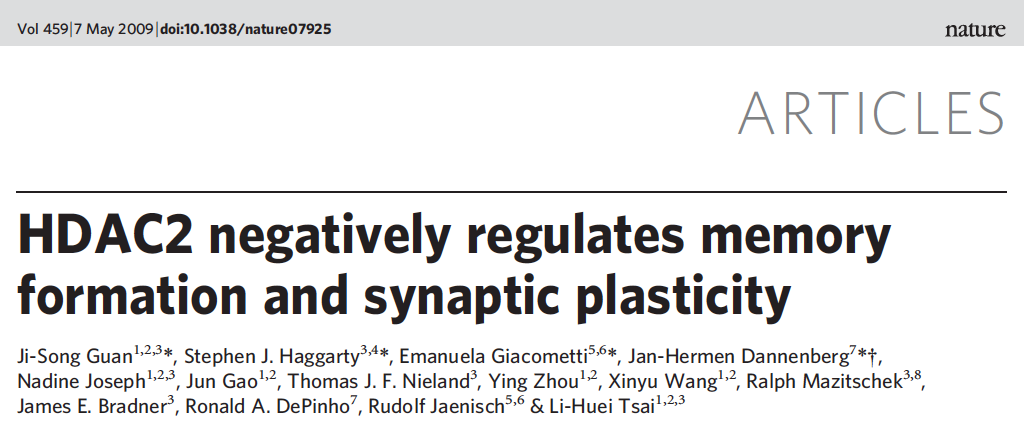 Vol 459|7 May 2009|doi:10.1038/nature07925 nature
ARTICLES
HDAC2 negatively regulates memory
formation and synaptic plasticity
Ji-Song Guan1,2,3*, Stephen J. Haggarty3,4*, Emanuela Giacometti5,6*, Jan-Hermen Dannenberg7*†,
Nadine Joseph1,2,3, Jun Gao1,2, Thomas J. F. Nieland3, Ying Zhou1,2, Xinyu Wang1,2, Ralph Mazitschek3,8,
James E. Bradner3, Ronald A. DePinho7, Rudolf Jaenisch5,6 & Li-Huei Tsai1,2,3